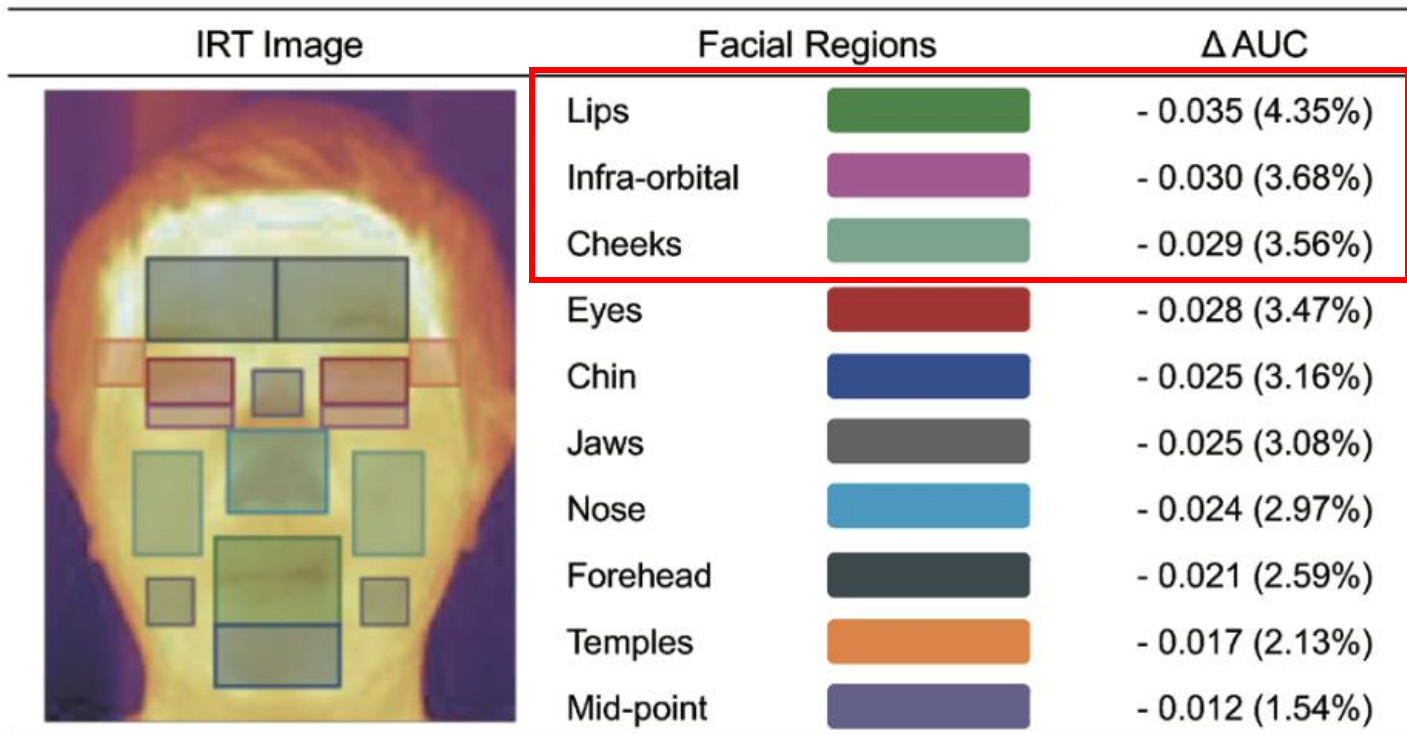 IRT Image Facial Regions Δ AUC
Lips - 0.035 (4.35%)
Infra-orbital - 0.030 (3.68%)
Cheeks - 0.029 (3.56%)
Eyes - 0.028 (3.47%)
Chin - 0.025 (3.16%)
Jaws - 0.025 (3.08%)
Nose - 0.024 (2.97%)
Forehead - 0.021 (2.59%)
Temples - 0.017 (2.13%)
Mid-point - 0.012 (1.54%)